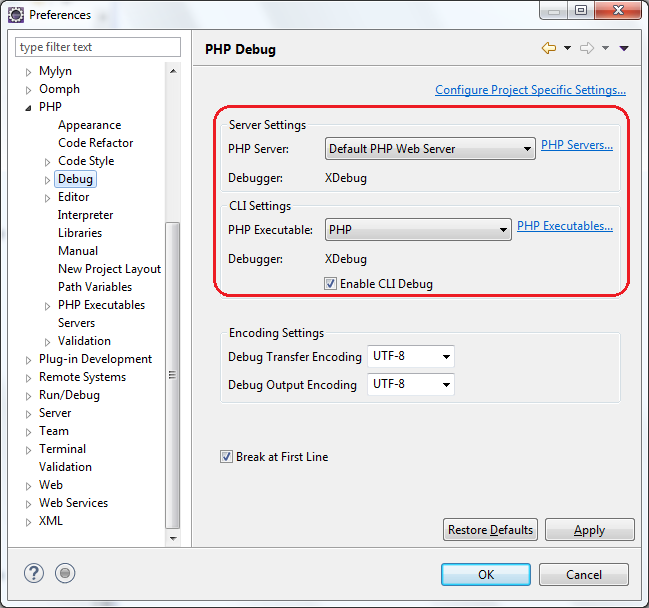 Preferences
type filter text
Mylyn
Oomph
PHP
Appearance
Code Refactor
Code Style
Debug
Editor
Interpreter
Libraries
Manual
New Project Layout
Path Variables
PHP Executables
Servers
Validation
Plug-in Development
Remote Systems
Run/Debug
Server
Team
Terminal
Validation
Web
Web Services
XML
PHP Debug
Configure Project Specific Settings...
Server Settings
PHP Server: Default PHP Web Server PHP Servers...
Debugger: XDebug
CLI Settings
PHP Executable: PHP PHP Executables...
Debugger: XDebug
Enable CLI Debug
Encoding Settings
Debug Transfer Encoding UTF-8
Debug Output Encoding UTF-8
Break at First Line
Restore Defaults Apply
? OK Cancel